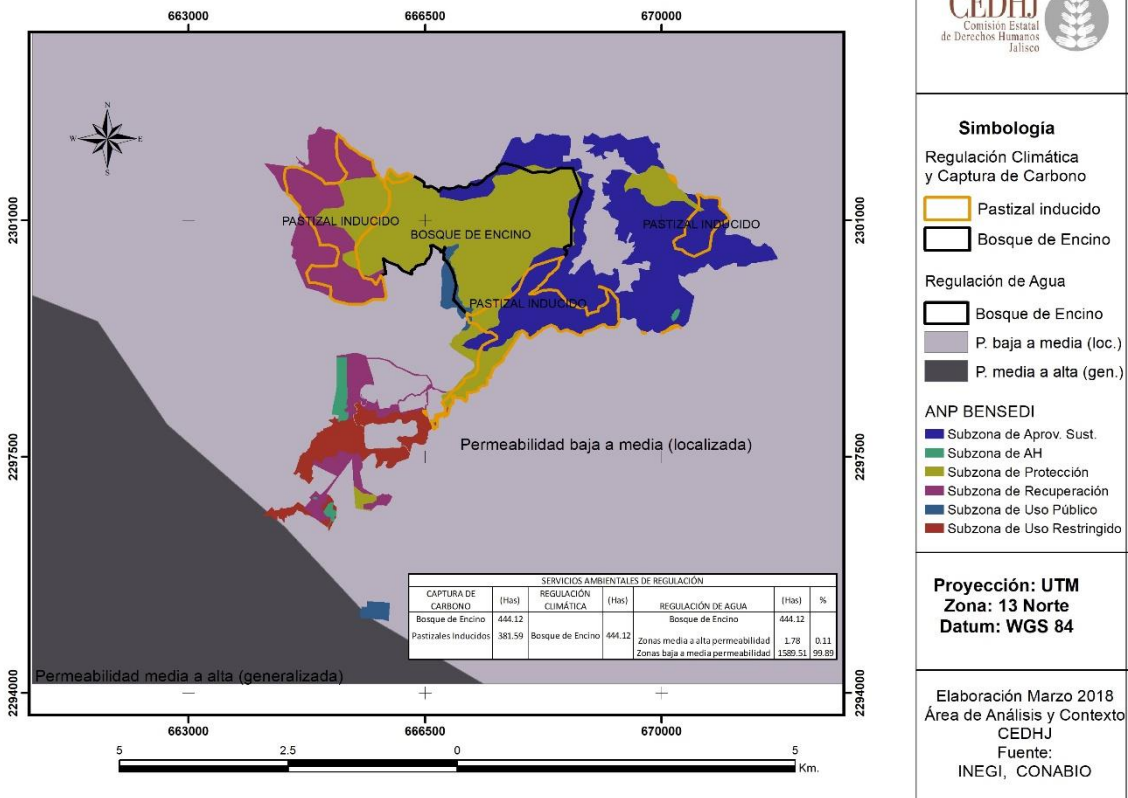 663000
666500
670000
2301000
2301000
2297500
2297500
2294000
2294000
N
W
E
S
PASTIZAL INDUCIDO
BOSQUE DE ENCINO
PASTIZAL INDUCIDO
PASTIZAL INDUCIDO
Permeabilidad baja a media (localizada)
SERVICIOS AMBIENTALES DE REGULACIÓN
CAPTURA DE CARBONO (Has) REGULACIÓN CLIMÁTICA (Has) REGULACIÓN DE AGUA (Has) %
Bosque de Encino 444.12 Bosque de Encino 444.12
Pastizales Inducidos 381.59 Bosque de Encino 444.12 Zonas media a alta permeabilidad 1.78 0.11
Zonas baja a media permeabilidad 1589.51 99.89
Permeabilidad media a alta (generalizada)
663000
666500
670000
5 2.5 0 5
Km.
CEDHJ
Comisión Estatal
de Derechos Humanos
Jalisco
Simbología
Regulación Climática
y Captura de Carbono
Pastizal inducido
Bosque de Encino
Regulación de Agua
Bosque de Encino
P. baja a media (loc.)
P. media a alta (gen.)
ANP BENSEDI
Subzona de Aprov. Sust.
Subzona de AH
Subzona de Protección
Subzona de Recuperación
Subzona de Uso Público
Subzona de Uso Restringido
Proyección: UTM
Zona: 13 Norte
Datum: WGS 84
Elaboración Marzo 2018
Área de Análisis y Contexto
CEDHJ
Fuente:
INEGI, CONABIO